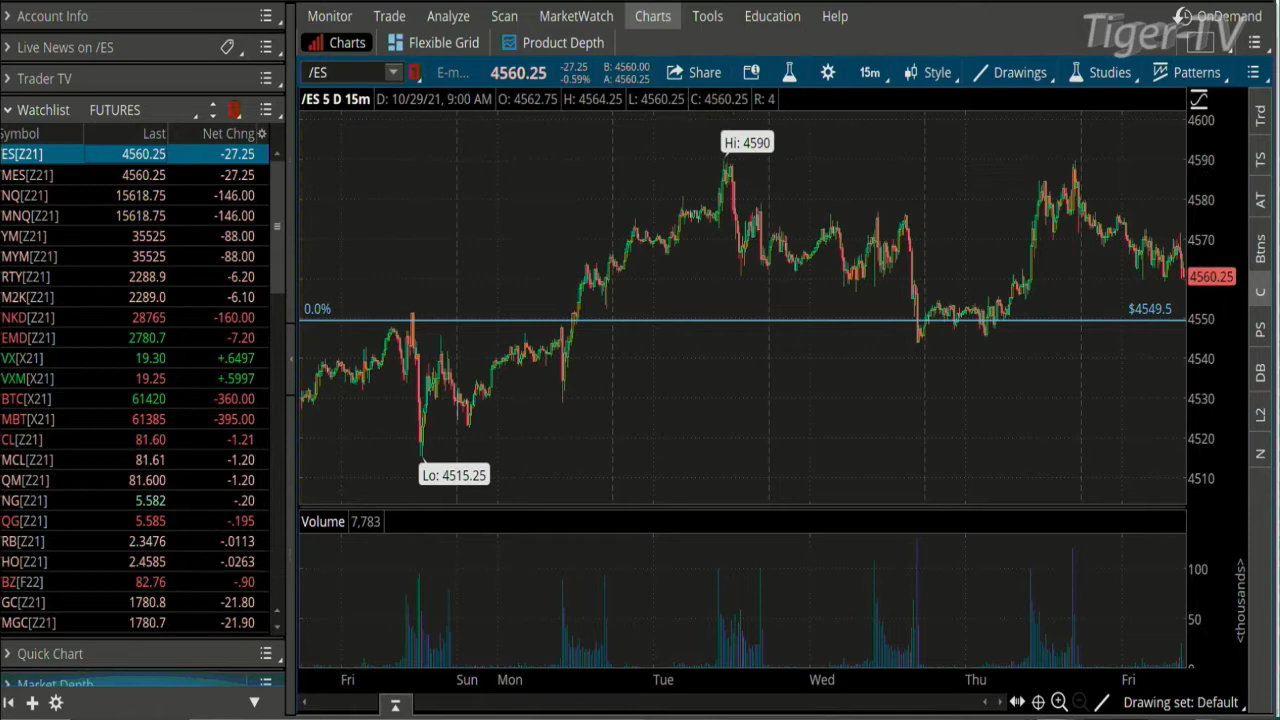 Account Info
Live News on /ES
Trader TV
Watchlist FUTURES
Symbol Last Net Chng
ES[Z21] 4560.25 -27.25
MES[Z21] 4560.25 -27.25
NQ[Z21] 15618.75 -146.00
MNQ[Z21] 15618.75 -146.00
YM[Z21] 35525 -88.00
MYM[Z21] 35525 -88.00
RTY[Z21] 2288.9 -6.20
M2K[Z21] 2289.0 -6.10
NKD[Z21] 28765 -160.00
EMD[Z21] 2780.7 -7.20
VX[X21] 19.30 +.6497
VXM[X21] 19.25 +.5997
BTC[X21] 61420 -360.00
MBT[X21] 61385 -395.00
CL[Z21] 81.60 -1.21
MCL[Z21] 81.61 -1.20
QM[Z21] 81.600 -1.20
NG[Z21] 5.582 -.20
QG[Z21] 5.585 -.195
RB[Z21] 2.3476 -.0113
HO[Z21] 2.4585 -.0263
BZ[F22] 82.76 -.90
GC[Z21] 1780.8 -21.80
MGC[Z21] 1780.7 -21.90
Quick Chart
Market Depth
Monitor Trade Analyze Scan MarketWatch Charts Tools Education Help
Tiger-TV
OnDemand
Charts Flexible Grid Product Depth
/ES E-m... 4560.25 -27.25 -0.59% B: 4560.00 A: 4560.25 Share 15m Style Drawings Studies Patterns
/ES 5 D 15m D: 10/29/21, 9:00 AM O: 4562.75 H: 4564.25 L: 4560.25 C: 4560.25 R: 4
Hi: 4590
Lo: 4515.25
0.0% $4549.5
4600
4590
4580
4570
4560.25
4550
4540
4530
4520
4510
Volume 7,783
100
50
<thousands>
Fri Sun Mon Tue Wed Thu Fri
Drawing set: Default
Trd
TS
AT
Btns
C
PS
DB
L2
N